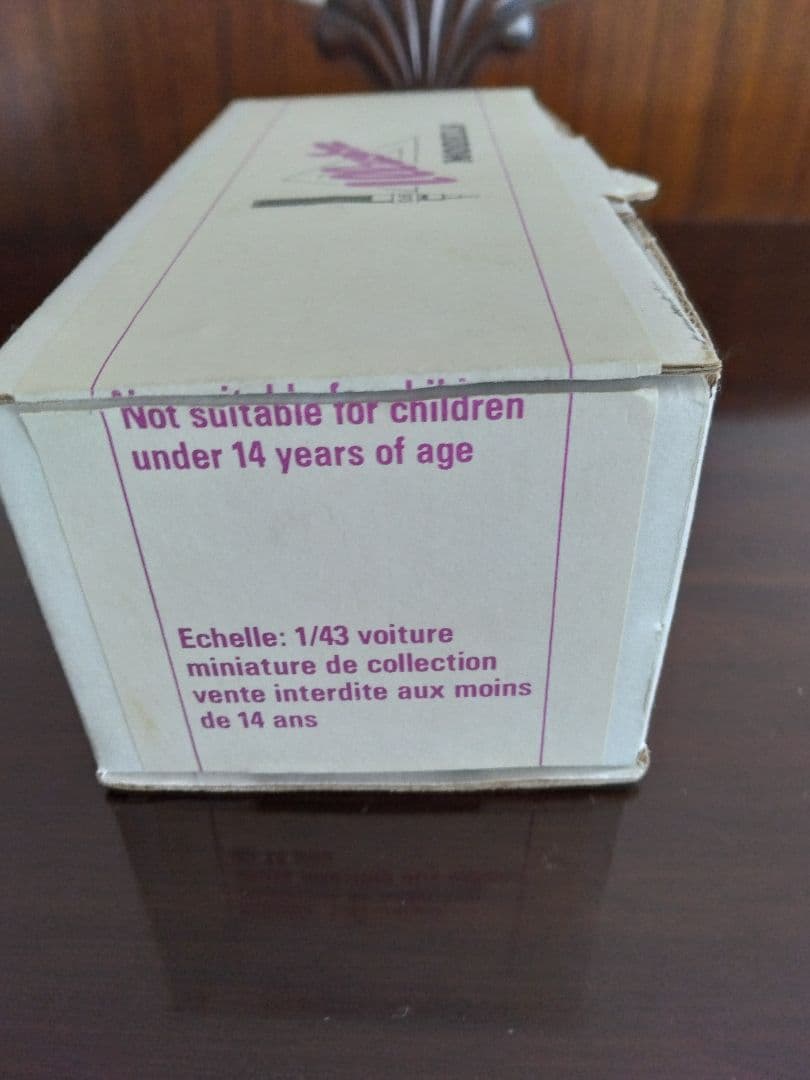 Not suitable for children
under 14 years of age
Echelle: 1/43 voiture
miniature de collection
vente interdite aux moins
de 14 ans